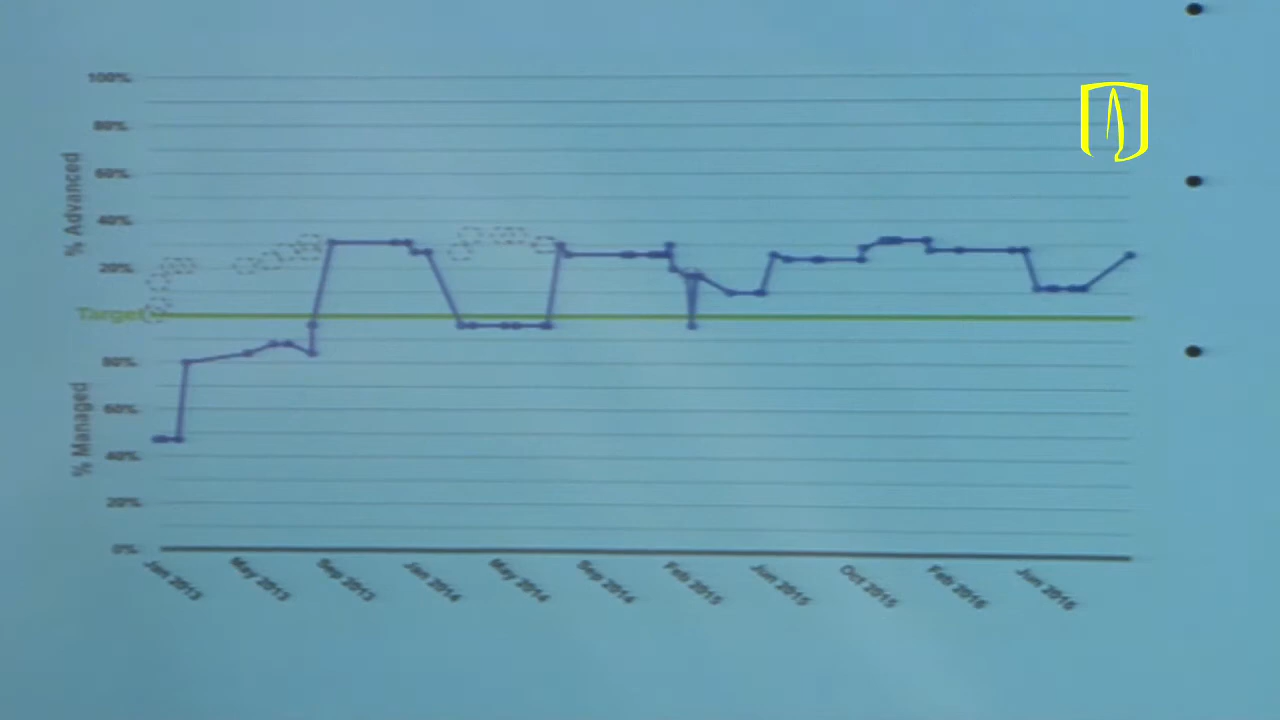 100%
80%
60%
40%
20%
% Advanced
Target
80%
60%
40%
20%
0%
% Managed
Jan 2013
May 2013
Sep 2013
Jan 2014
May 2014
Sep 2014
Feb 2015
Jun 2015
Oct 2015
Feb 2016
Jun 2016